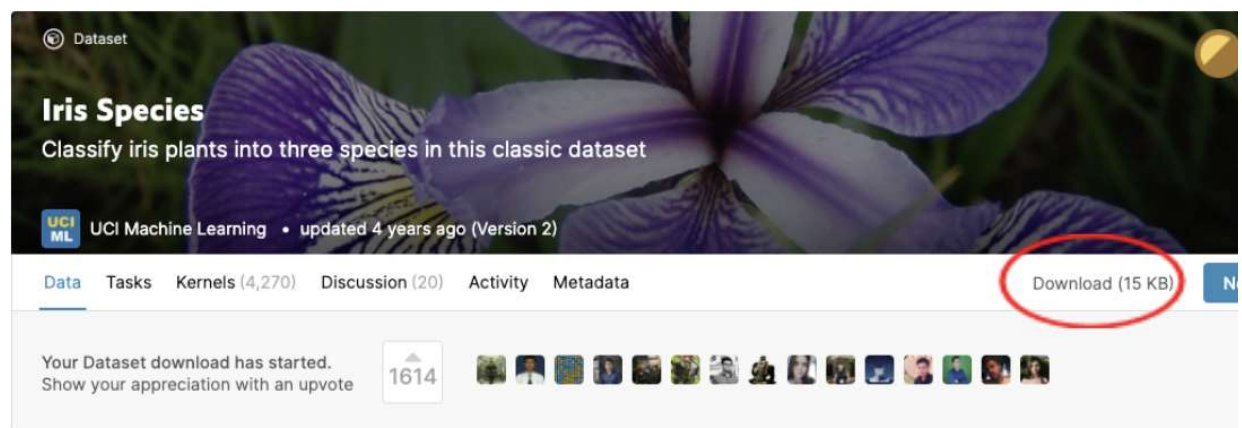 Dataset
Iris Species
Classify iris plants into three species in this classic dataset
UCI ML
UCI Machine Learning • updated 4 years ago (Version 2)
Data Tasks Kernels (4,270) Discussion (20) Activity Metadata Download (15 KB)
Your Dataset download has started.
Show your appreciation with an upvote
1614